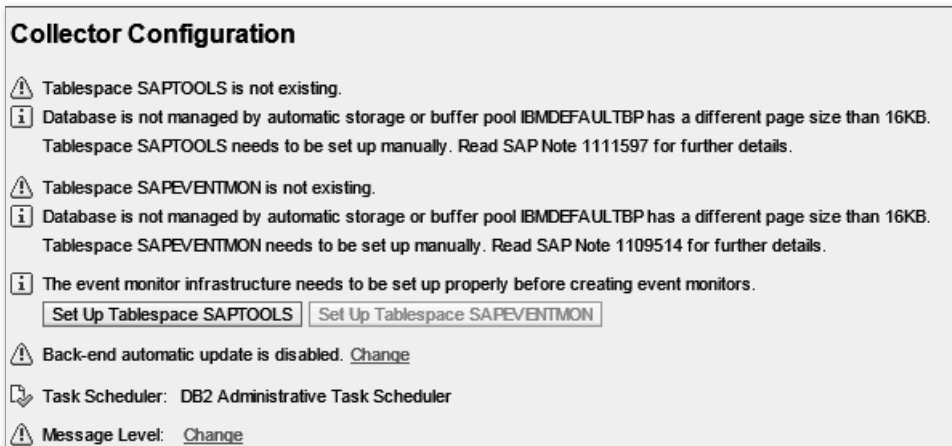 Collector Configuration
Tablespace SAPTOOLS is not existing.
Database is not managed by automatic storage or buffer pool IBMDEFAULTBP has a different page size than 16KB.
Tablespace SAPTOOLS needs to be set up manually. Read SAP Note 1111597 for further details.
Tablespace SAPEVENTMON is not existing.
Database is not managed by automatic storage or buffer pool IBMDEFAULTBP has a different page size than 16KB.
Tablespace SAPEVENTMON needs to be set up manually. Read SAP Note 1109514 for further details.
The event monitor infrastructure needs to be set up properly before creating event monitors.
Set Up Tablespace SAPTOOLS Set Up Tablespace SAPEVENTMON
Back-end automatic update is disabled. Change
Task Scheduler: DB2 Administrative Task Scheduler
Message Level: Change